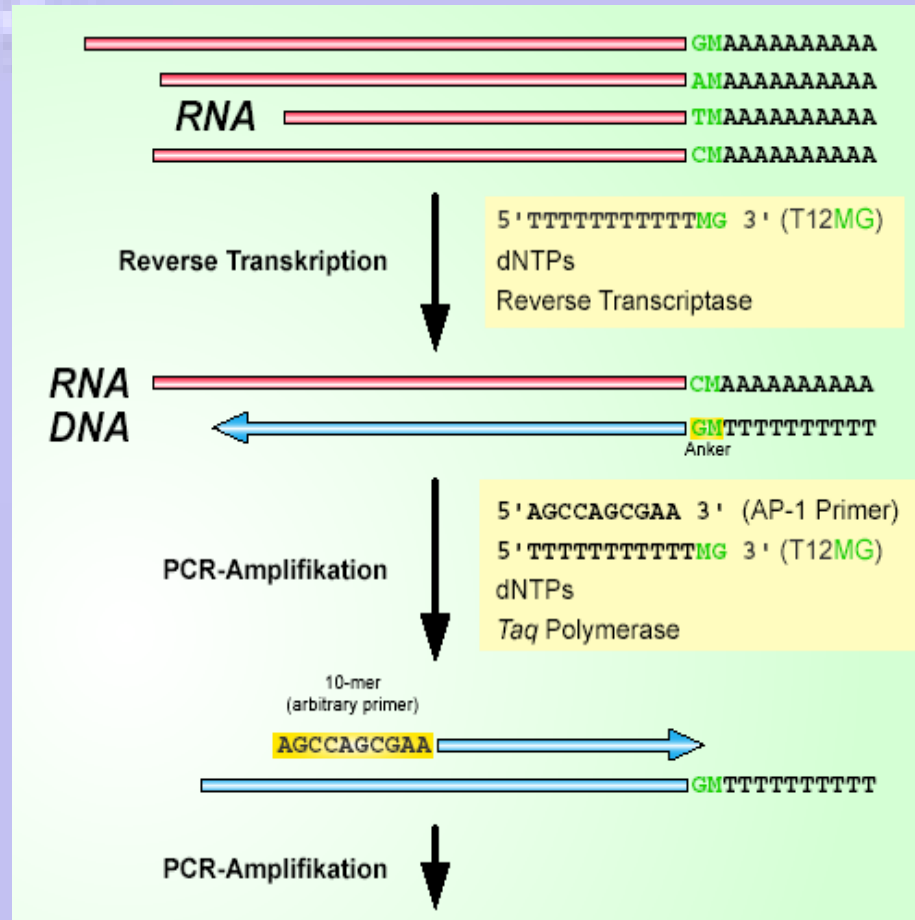 GMAAAAAAAAAA
AMAAAAAAAAAA
RNA TMAAAAAAAAAA
CMAAAAAAAAAA
5'TTTTTTTTTTTMG 3' (T12MG)
Reverse Transkription
dNTPs
Reverse Transcriptase
RNA CMAAAAAAAAAA
DNA GMTTTTTTTTTT
Anker
5'AGCCAGCGAA 3' (AP-1 Primer)
5'TTTTTTTTTTTMG 3' (T12MG)
PCR-Amplifikation
dNTPs
Taq Polymerase
10-mer
(arbitrary primer)
AGCCAGCGAA
GMTTTTTTTTTT
PCR-Amplifikation